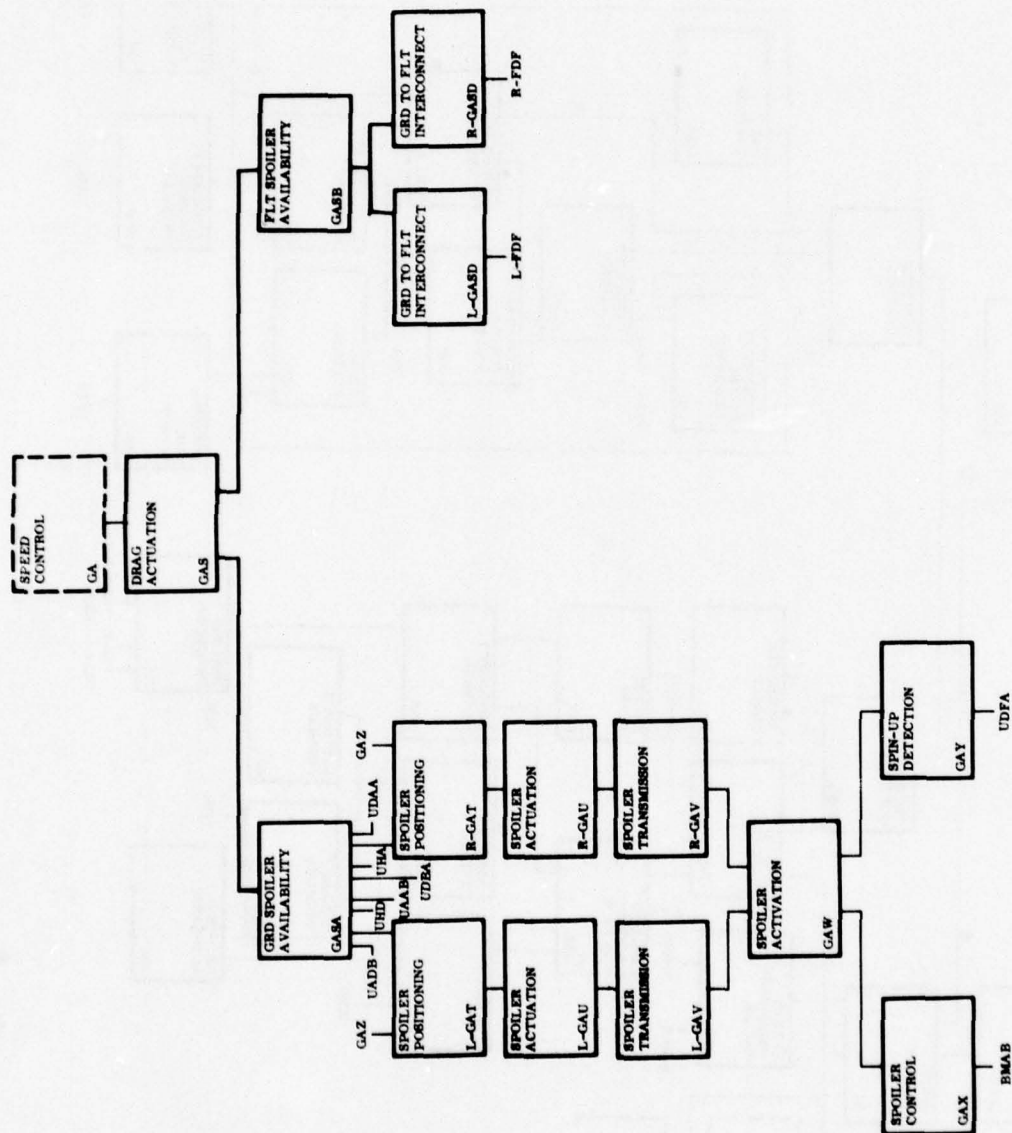 SPEED
CONTROL
GA
DRAG
ACTUATION
GAS
GRD SPOILER
AVAILABILITY
GASA
FLT SPOILER
AVAILABILITY
GASB
GAZ
UADB
UHD
UAAB
UDBA
UHA
UDAA
GAZ
SPOILER
POSITIONING
L-GAT
SPOILER
POSITIONING
R-GAT
GRD TO FLT
INTERCONNECT
L-GASD
GRD TO FLT
INTERCONNECT
R-GASD
L-FDF
R-FDF
SPOILER
ACTUATION
L-GAU
SPOILER
ACTUATION
R-GAU
SPOILER
TRANSMISSION
L-GAV
SPOILER
TRANSMISSION
R-GAV
SPOILER
ACTIVATION
GAW
SPOILER
CONTROL
GAX
SPIN-UP
DETECTION
GAY
BMAB
UDFA